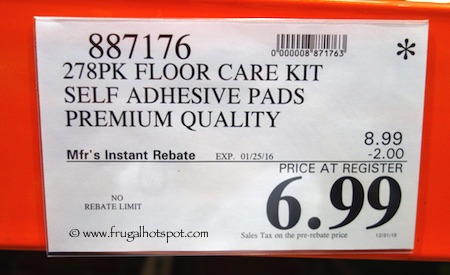 887176
0000008871763
*
278PK FLOOR CARE KIT
SELF ADHESIVE PADS
PREMIUM QUALITY
8.99
Mfr's Instant Rebate EXP. 01/25/16 -2.00
PRICE AT REGISTER
6.99
NO
REBATE LIMIT
© www.frugalhotspot.com
Sales Tax on the pre-rebate price